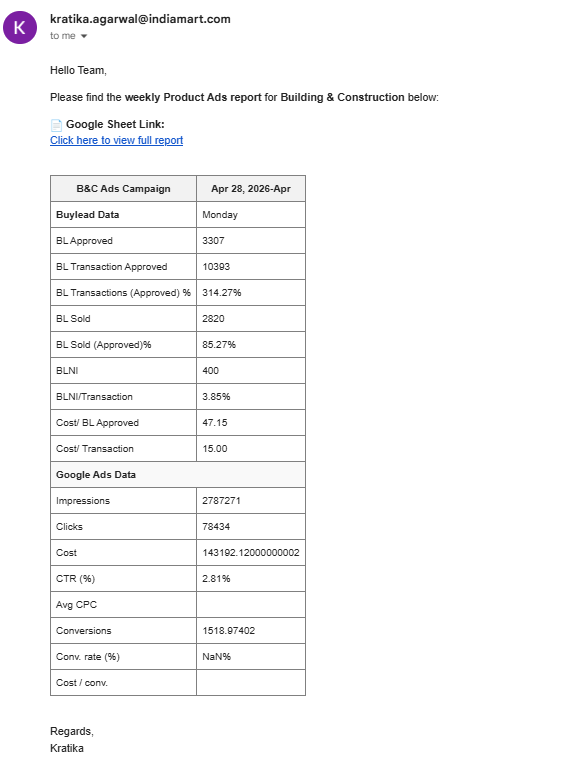 K
kratika.agarwal@indiamart.com
to me
Hello Team,
Please find the weekly Product Ads report for Building & Construction below:
📄 Google Sheet Link:
Click here to view full report
B&C Ads Campaign Apr 28, 2026-Apr
Buylead Data Monday
BL Approved 3307
BL Transaction Approved 10393
BL Transactions (Approved) % 314.27%
BL Sold 2820
BL Sold (Approved)% 85.27%
BLNI 400
BLNI/Transaction 3.85%
Cost/ BL Approved 47.15
Cost/ Transaction 15.00
Google Ads Data
Impressions 2787271
Clicks 78434
Cost 143192.12000000002
CTR (%) 2.81%
Avg CPC
Conversions 1518.97402
Conv. rate (%) NaN%
Cost / conv.
Regards,
Kratika